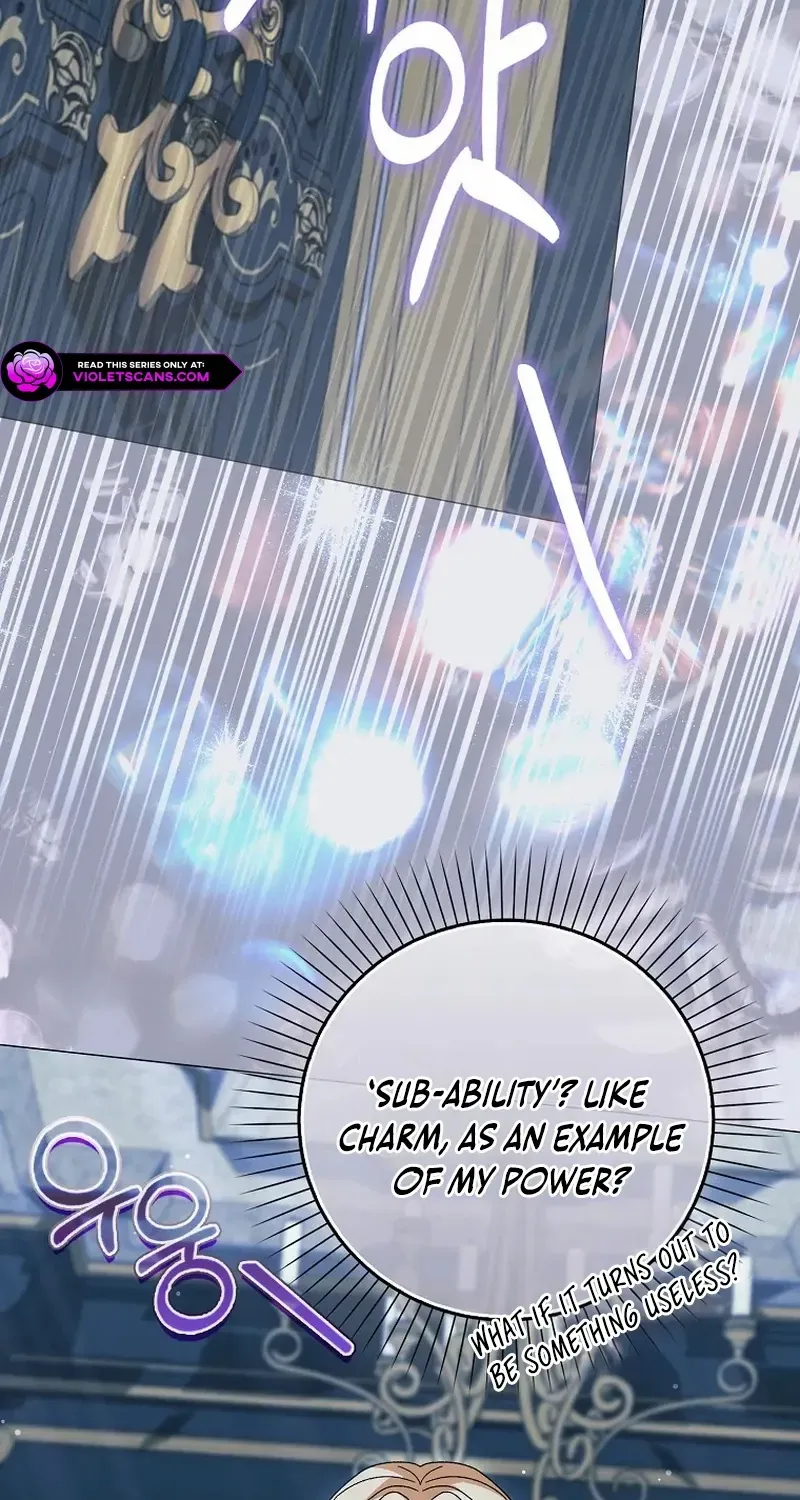 READ THIS SERIES ONLY AT:
VIOLETSCANS.COM
'SUB-ABILITY'? LIKE
CHARM, AS AN EXAMPLE
OF MY POWER?
우웅
WHAT IF IT TURNS OUT TO
BE SOMETHING USELESS?